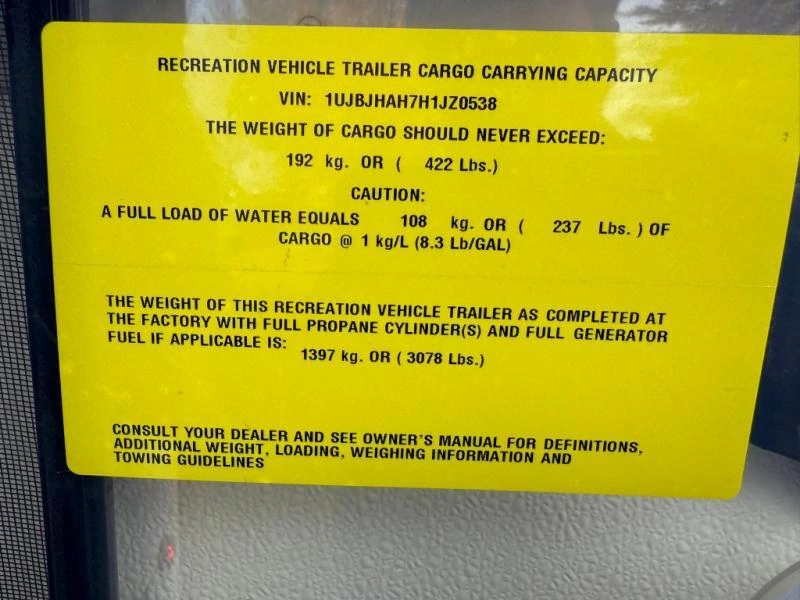 RECREATION VEHICLE TRAILER CARGO CARRYING CAPACITY
VIN: 1UJBJHAH7H1JZ0538
THE WEIGHT OF CARGO SHOULD NEVER EXCEED:
192 kg. OR ( 422 Lbs.)
CAUTION:
A FULL LOAD OF WATER EQUALS 108 kg. OR ( 237 Lbs. ) OF
CARGO @ 1 kg/L (8.3 Lb/GAL)
THE WEIGHT OF THIS RECREATION VEHICLE TRAILER AS COMPLETED AT
THE FACTORY WITH FULL PROPANE CYLINDER(S) AND FULL GENERATOR
FUEL IF APPLICABLE IS:
1397 kg. OR ( 3078 Lbs.)
CONSULT YOUR DEALER AND SEE OWNER'S MANUAL FOR DEFINITIONS,
ADDITIONAL WEIGHT, LOADING, WEIGHING INFORMATION AND
TOWING GUIDELINES